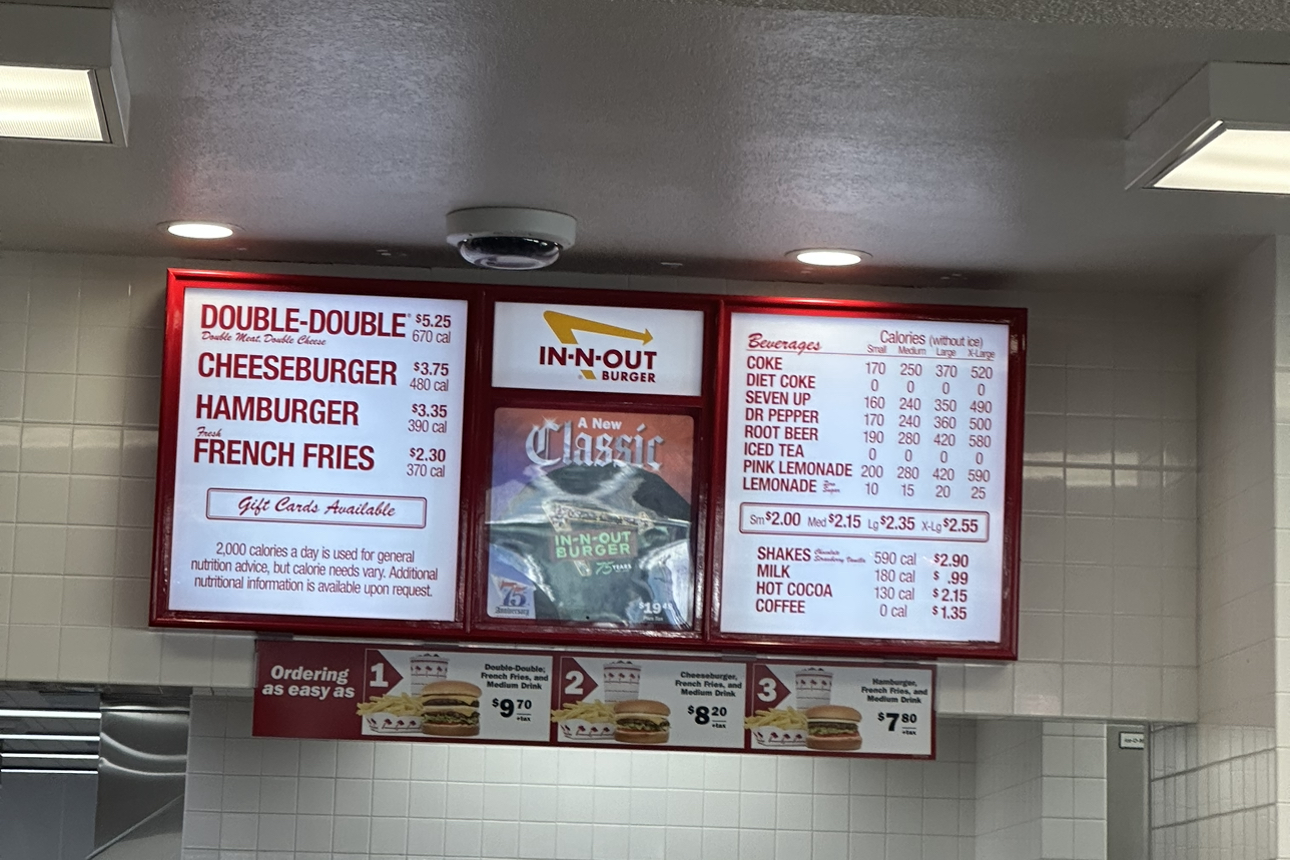 DOUBLE-DOUBLE® $5.25
Double Meat, Double Cheese 670 cal
CHEESEBURGER $3.75
480 cal
HAMBURGER $3.35
390 cal
Fresh
FRENCH FRIES $2.30
370 cal
Gift Cards Available
2,000 calories a day is used for general
nutrition advice, but calorie needs vary. Additional
nutritional information is available upon request.
IN-N-OUT
BURGER
A New
Classic
IN-N-OUT
BURGER
75 YEARS
75
Anniversary
$19
Plus Tax
Beverages Calories (without ice)
Small Medium Large X-Large
COKE 170 250 370 520
DIET COKE 0 0 0 0
SEVEN UP 160 240 350 490
DR PEPPER 170 240 360 500
ROOT BEER 190 280 420 580
ICED TEA 0 0 0 0
PINK LEMONADE 200 280 420 590
LEMONADE 10 15 20 25
Sm $2.00 Med $2.15 Lg $2.35 X-Lg $2.55
SHAKES Chocolate Strawberry Vanilla 590 cal $2.90
MILK 180 cal $ .99
HOT COCOA 130 cal $2.15
COFFEE 0 cal $1.35
Ordering
as easy as
1
Double-Double,
French Fries, and
Medium Drink
$9.70
+tax
2
Cheeseburger,
French Fries, and
Medium Drink
$8.20
+tax
3
Hamburger,
French Fries, and
Medium Drink
$7.80
+tax